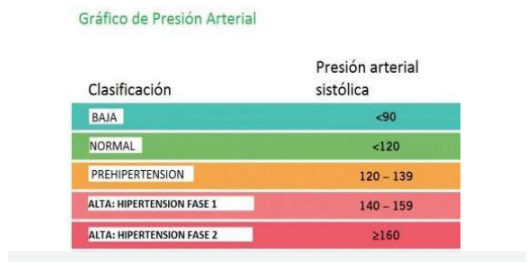 Gráfico de Presión Arterial
Presión arterial
Clasificación sistólica
BAJA <90
NORMAL <120
PREHIPERTENSION 120 – 139
ALTA: HIPERTENSION FASE 1 140 – 159
ALTA: HIPERTENSION FASE 2 ≥160